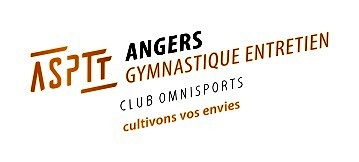 ASPTT
ANGERS
GYMNASTIQUE ENTRETIEN
CLUB OMNISPORTS
cultivons vos envies